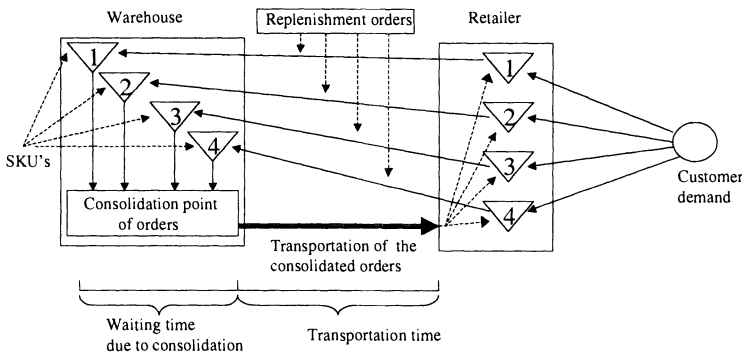 Warehouse
Replenishment orders
Retailer
1
2
3
4
1
2
3
4
SKU's
Customer
demand
Consolidation point
of orders
Transportation of the
consolidated orders
Waiting time
due to consolidation
Transportation time